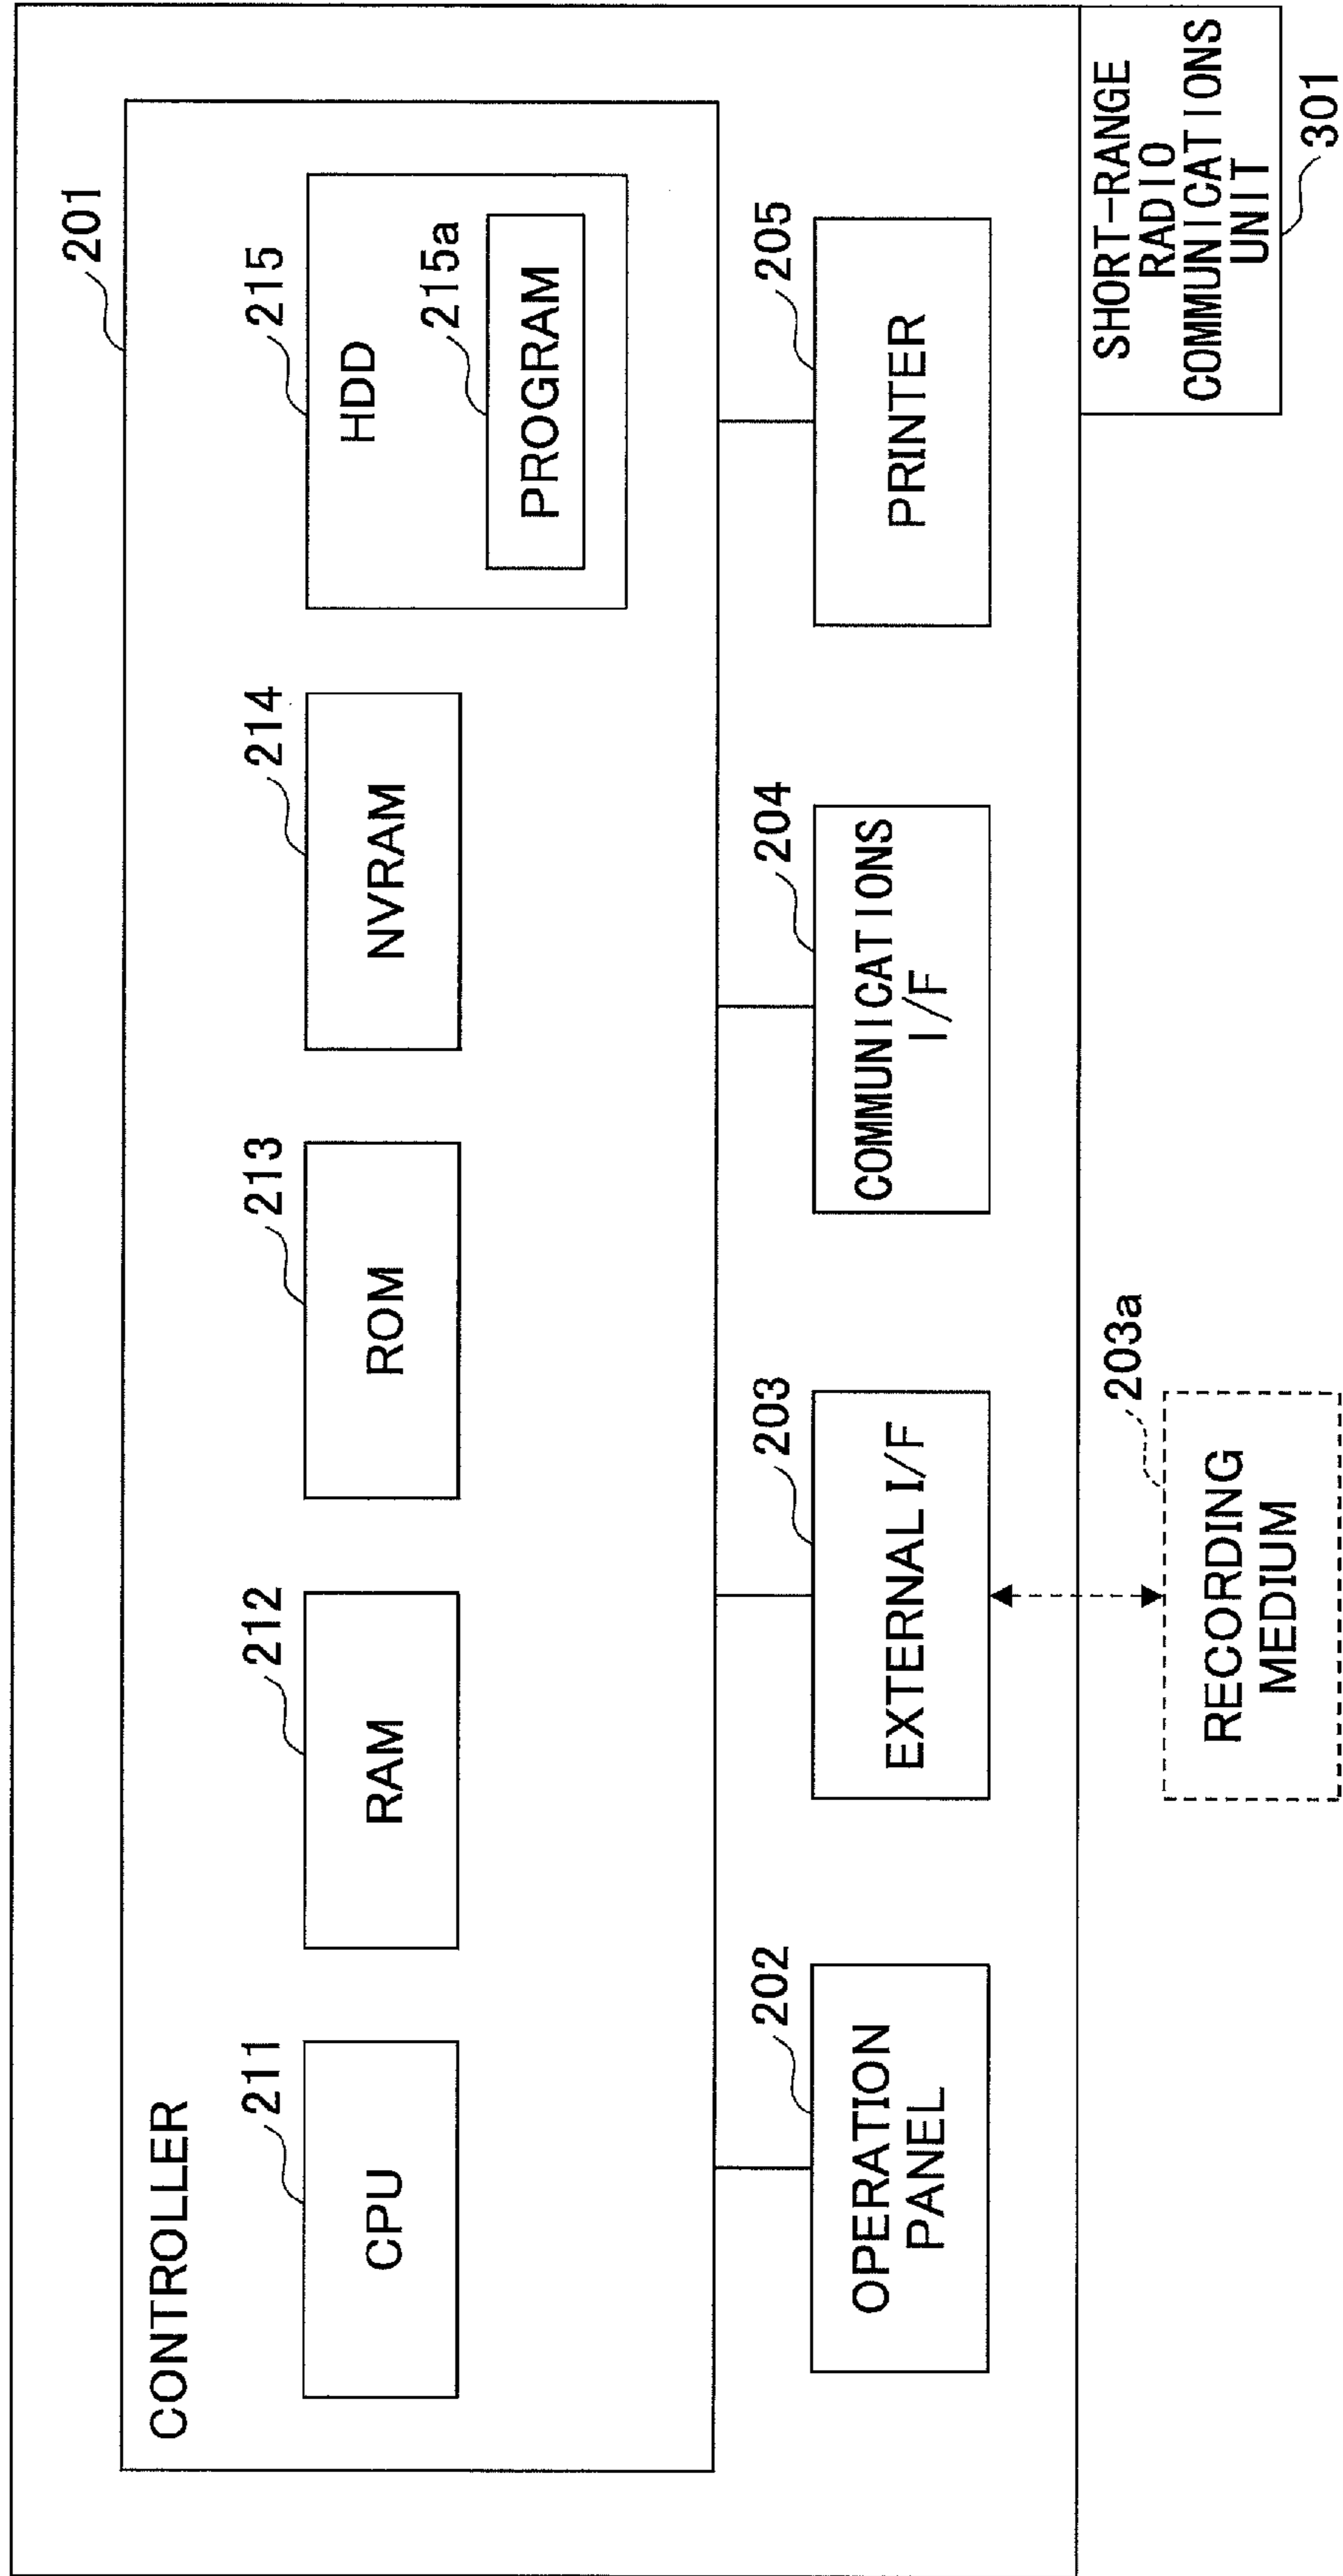 201
CONTROLLER
211
CPU
212
RAM
213
ROM
214
NVRAM
215
HDD
215a
PROGRAM
202
OPERATION
PANEL
203
EXTERNAL I/F
204
COMMUNICATIONS
I/F
205
PRINTER
203a
RECORDING
MEDIUM
SHORT-RANGE
RADIO
COMMUNICATIONS
UNIT
301